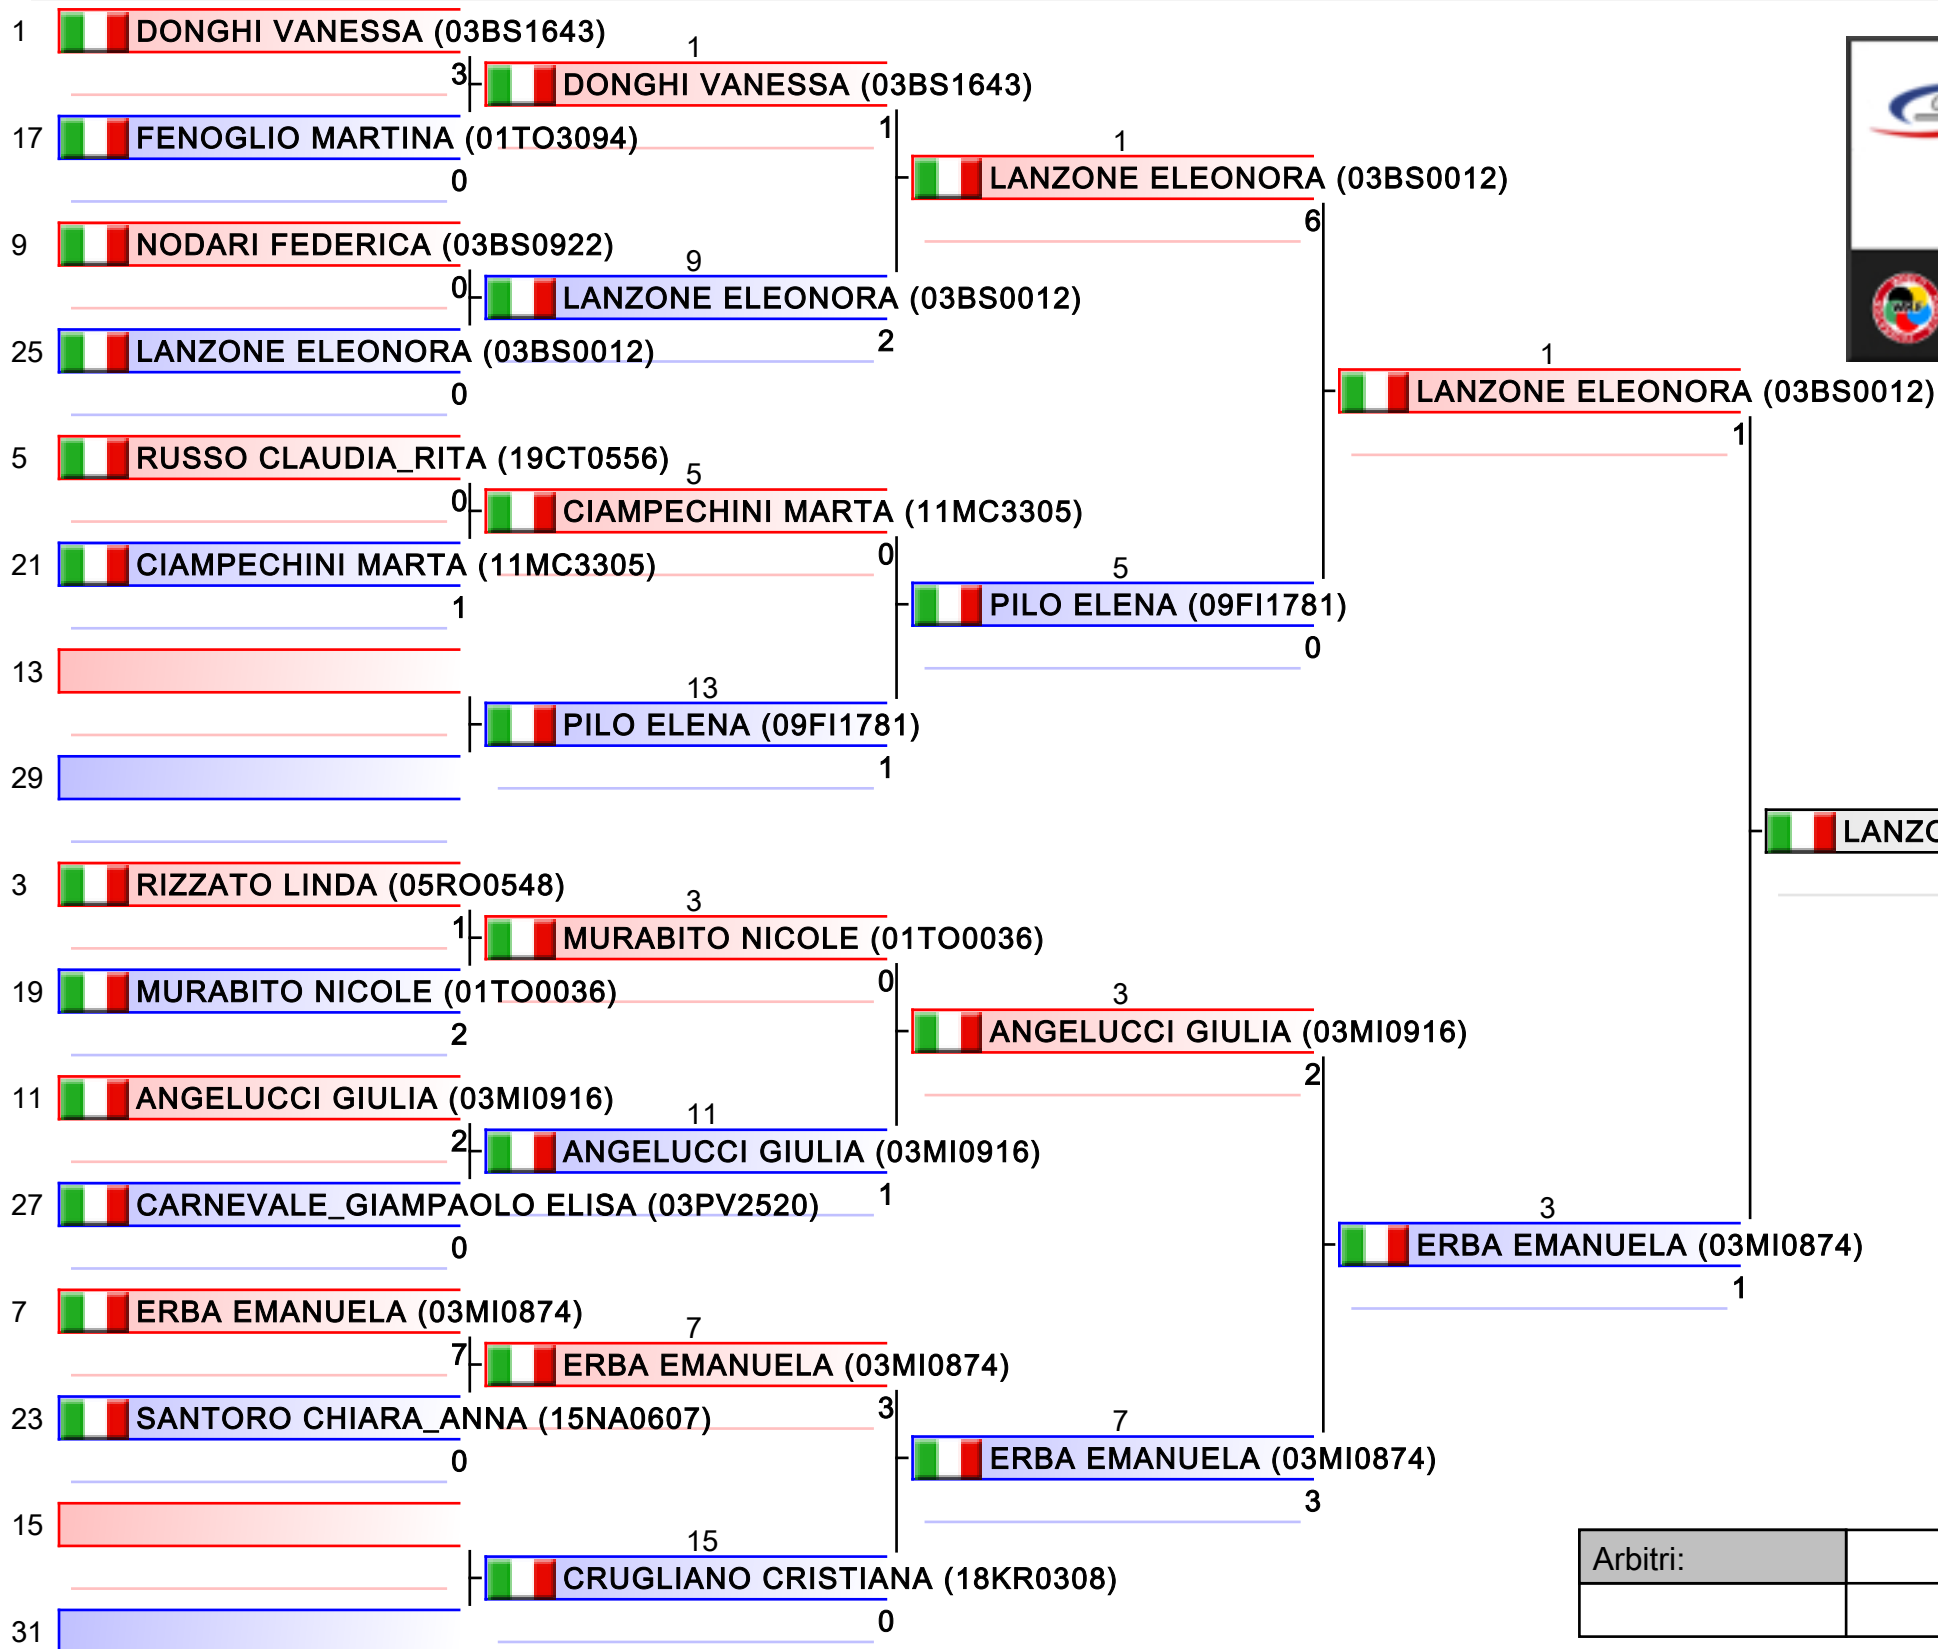 1 DONGHI VANESSA (03BS1643)
3
17 FENOGLIO MARTINA (01TO3094)
0
9 NODARI FEDERICA (03BS0922)
0
25 LANZONE ELEONORA (03BS0012)
0
5 RUSSO CLAUDIA_RITA (19CT0556)
0
21 CIAMPECHINI MARTA (11MC3305)
1
13
29
3 RIZZATO LINDA (05RO0548)
1
19 MURABITO NICOLE (01TO0036)
2
11 ANGELUCCI GIULIA (03MI0916)
2
27 CARNEVALE_GIAMPAOLO ELISA (03PV2520)
0
7 ERBA EMANUELA (03MI0874)
7
23 SANTORO CHIARA_ANNA (15NA0607)
0
15
31
1
DONGHI VANESSA (03BS1643)
1
9
LANZONE ELEONORA (03BS0012)
2
5
CIAMPECHINI MARTA (11MC3305)
0
13
PILO ELENA (09FI1781)
1
3
MURABITO NICOLE (01TO0036)
0
11
ANGELUCCI GIULIA (03MI0916)
1
7
ERBA EMANUELA (03MI0874)
3
15
CRUGLIANO CRISTIANA (18KR0308)
0
1
LANZONE ELEONORA (03BS0012)
6
5
PILO ELENA (09FI1781)
0
3
ANGELUCCI GIULIA (03MI0916)
2
7
ERBA EMANUELA (03MI0874)
3
1
LANZONE ELEONORA (03BS0012)
1
3
ERBA EMANUELA (03MI0874)
1
Arbitri: